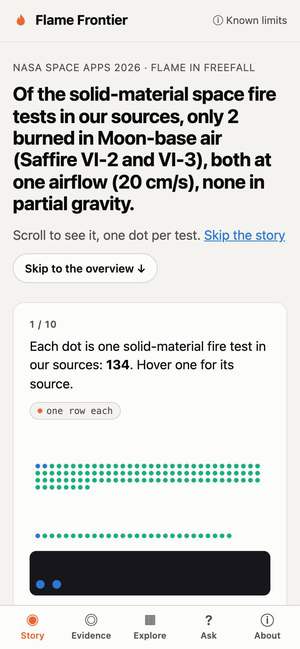 Flame Frontier
ⓘ Known limits
NASA SPACE APPS 2026 · FLAME IN FREEFALL
Of the solid-material space fire
tests in our sources, only 2
burned in Moon-base air
(Saffire VI-2 and VI-3), both at
one airflow (20 cm/s), none in
partial gravity.
Scroll to see it, one dot per test. Skip the story
Skip to the overview ↓
1 / 10
Each dot is one solid-material fire test in
our sources: 134. Hover one for its
source.
one row each
Story
Evidence
Explore
Ask
About